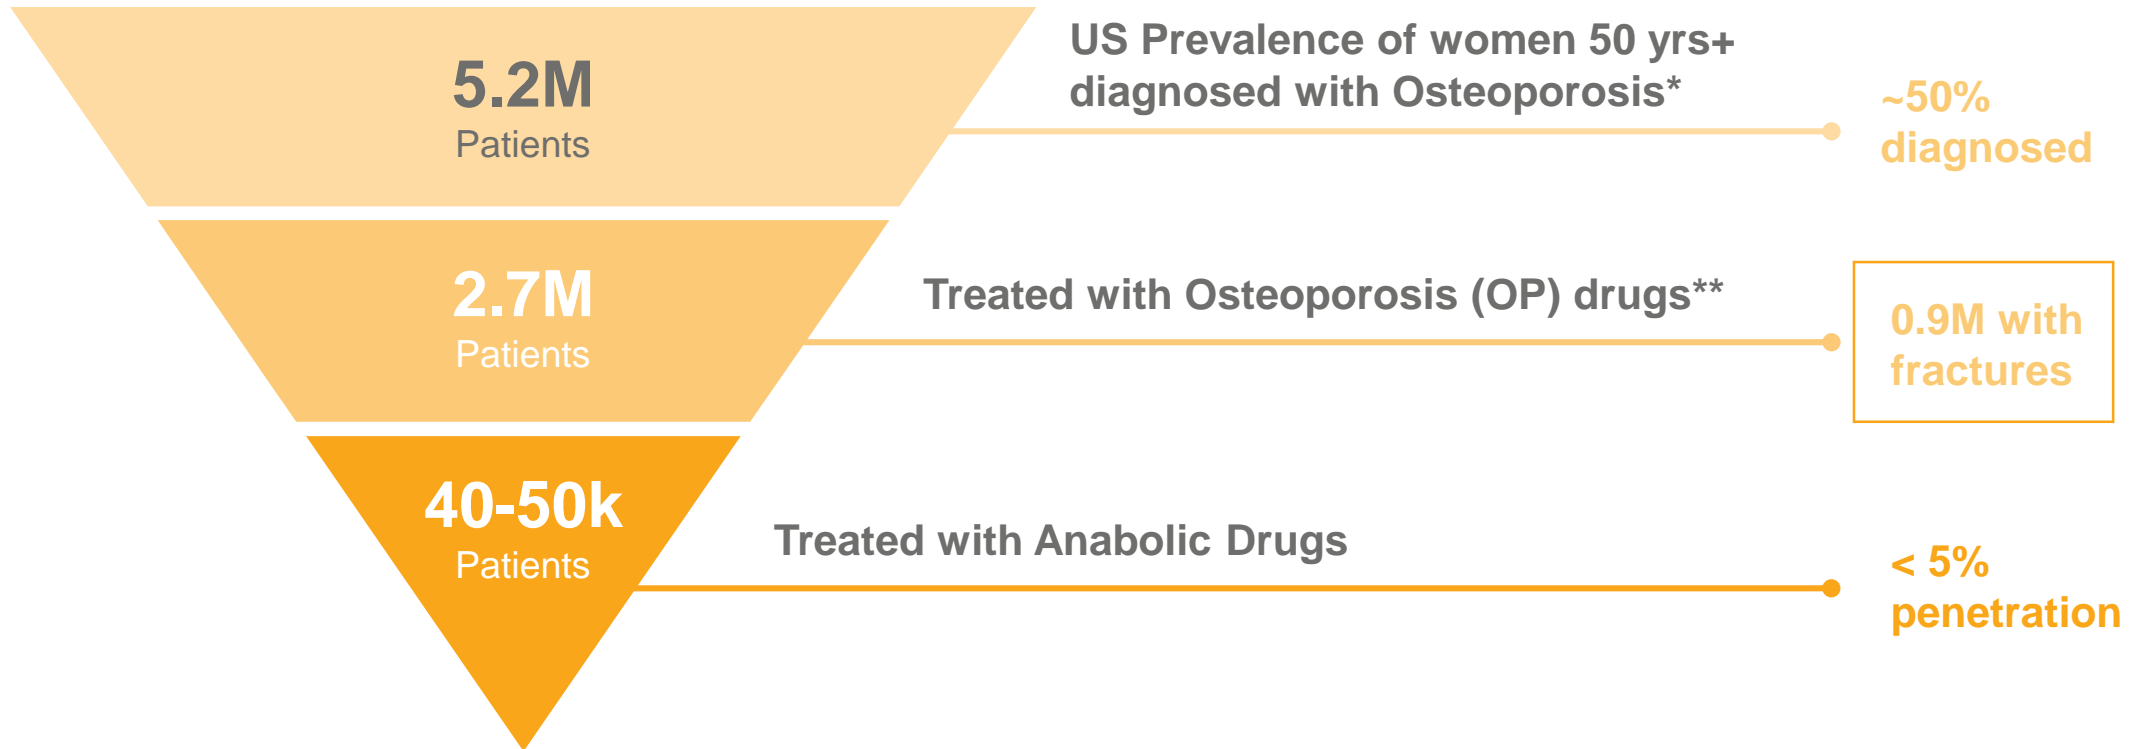 5.2M
Patients
US Prevalence of women 50 yrs+
diagnosed with Osteoporosis*
~50%
diagnosed
2.7M
Patients
Treated with Osteoporosis (OP) drugs**
0.9M with
fractures
40-50k
Patients
Treated with Anabolic Drugs
< 5%
penetration